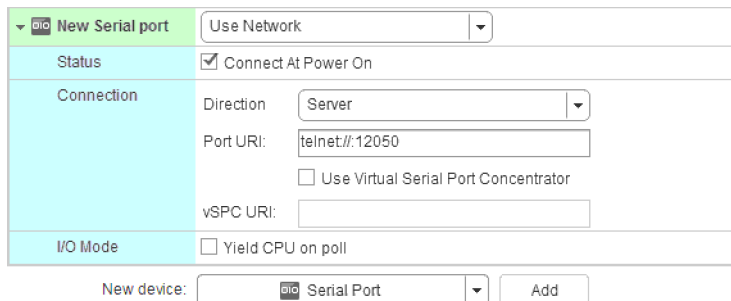 New Serial port Use Network
Status Connect At Power On
Connection Direction Server
Port URI: telnet://:12050
Use Virtual Serial Port Concentrator
vSPC URI:
I/O Mode Yield CPU on poll
New device: Serial Port Add